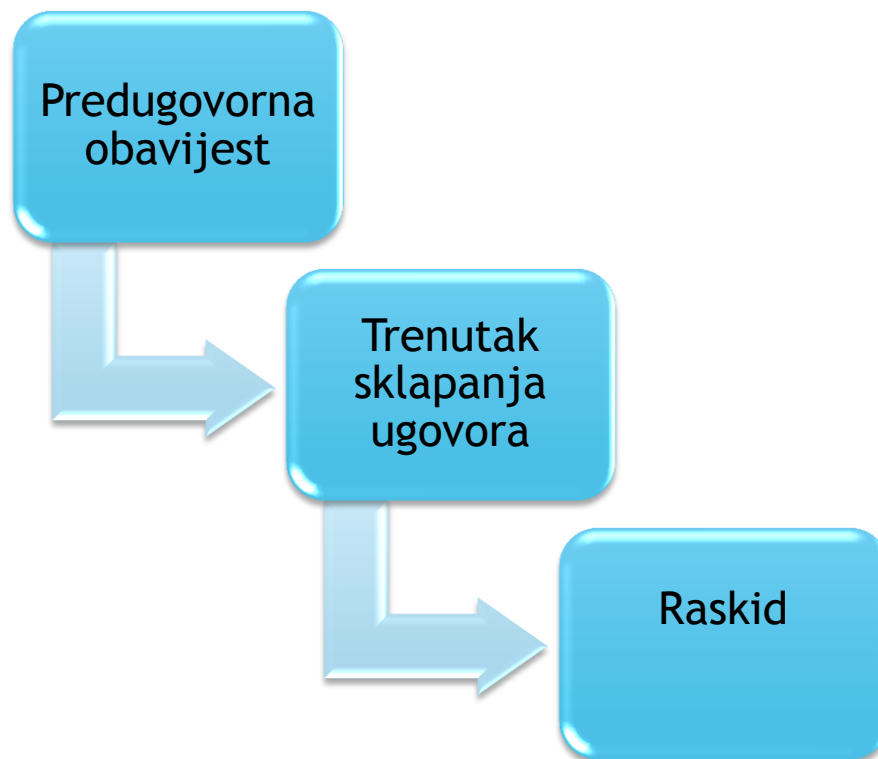 Predugovorna
obavijest
Trenutak
sklapanja
ugovora
Raskid